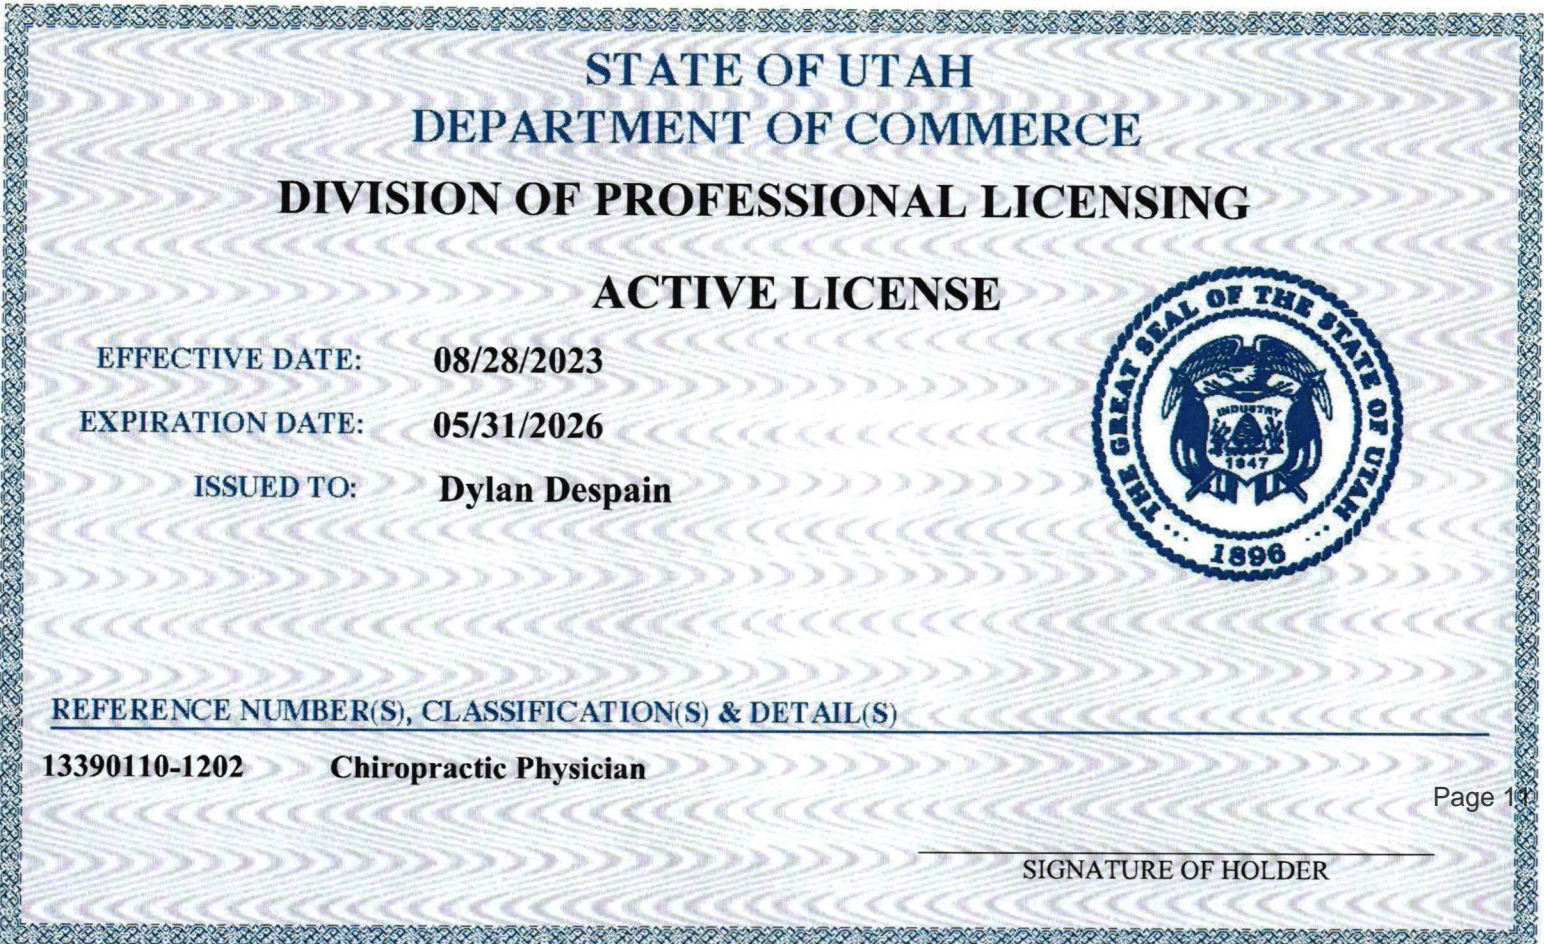 STATE OF UTAH
DEPARTMENT OF COMMERCE
DIVISION OF PROFESSIONAL LICENSING
ACTIVE LICENSE
EFFECTIVE DATE: 08/28/2023
EXPIRATION DATE: 05/31/2026
ISSUED TO: Dylan Despain
THE GREAT SEAL OF THE STATE OF UTAH
INDUSTRY
1847
1896
REFERENCE NUMBER(S), CLASSIFICATION(S) & DETAIL(S)
13390110-1202 Chiropractic Physician
Page 11
SIGNATURE OF HOLDER